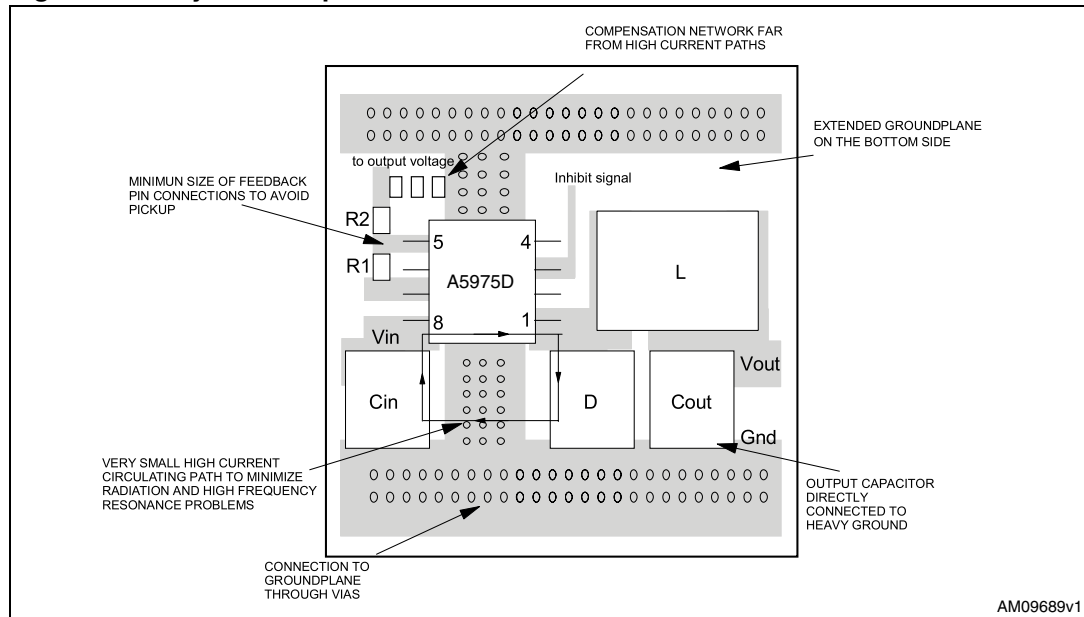 COMPENSATION NETWORK FAR
FROM HIGH CURRENT PATHS
EXTENDED GROUNDPLANE
ON THE BOTTOM SIDE
to output voltage
Inhibit signal
MINIMUN SIZE OF FEEDBACK
PIN CONNECTIONS TO AVOID
PICKUP
R2
5
4
R1
A5975D
L
8
1
Vin
Vout
Cin
D
Cout
Gnd
VERY SMALL HIGH CURRENT
CIRCULATING PATH TO MINIMIZE
RADIATION AND HIGH FREQUENCY
RESONANCE PROBLEMS
OUTPUT CAPACITOR
DIRECTLY
CONNECTED TO
HEAVY GROUND
CONNECTION TO
GROUNDPLANE
THROUGH VIAS
AM09689v1